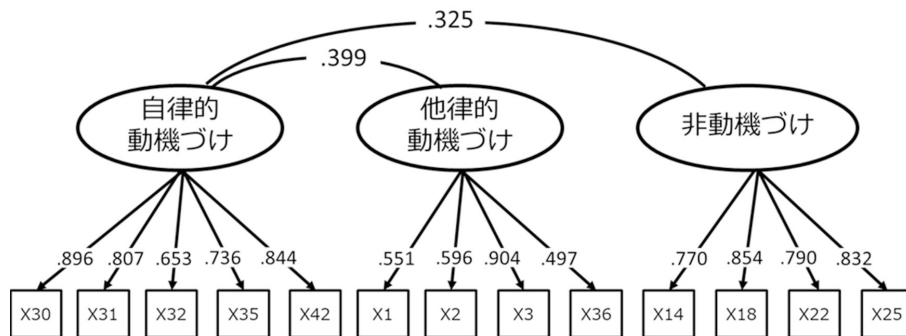 .325
.399
自律的
動機づけ
他律的
動機づけ
非動機づけ
.896 .807 .653 .736 .844 .551 .596 .904 .497 .770 .854 .790 .832
X30 X31 X32 X35 X42 X1 X2 X3 X36 X14 X18 X22 X25